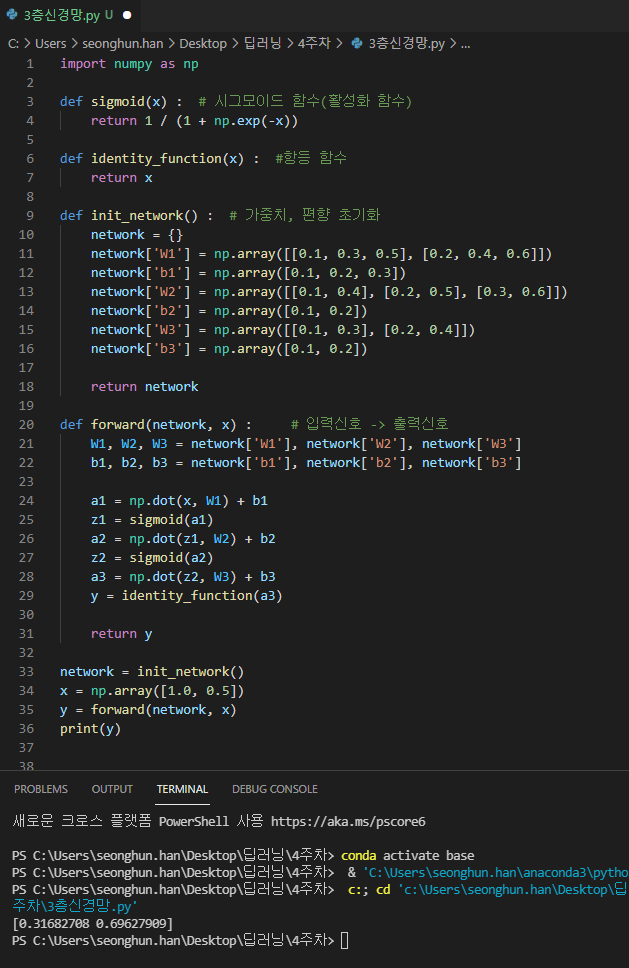 3층신경망.py U ●
C: > Users > seonghun.han > Desktop > 딥러닝 > 4주차 > 3층신경망.py > ...
1 import numpy as np
2
3 def sigmoid(x) :  # 시그모이드 함수(활성화 함수)
4     return 1 / (1 + np.exp(-x))
5
6 def identity_function(x) :  #항등 함수
7     return x
8
9 def init_network() :  # 가중치, 편향 초기화
10     network = {}
11     network['W1'] = np.array([[0.1, 0.3, 0.5], [0.2, 0.4, 0.6]])
12     network['b1'] = np.array([0.1, 0.2, 0.3])
13     network['W2'] = np.array([[0.1, 0.4], [0.2, 0.5], [0.3, 0.6]])
14     network['b2'] = np.array([0.1, 0.2])
15     network['W3'] = np.array([[0.1, 0.3], [0.2, 0.4]])
16     network['b3'] = np.array([0.1, 0.2])
17
18     return network
19
20 def forward(network, x) :     # 입력신호 -> 출력신호
21     W1, W2, W3 = network['W1'], network['W2'], network['W3']
22     b1, b2, b3 = network['b1'], network['b2'], network['b3']
23
24     a1 = np.dot(x, W1) + b1
25     z1 = sigmoid(a1)
26     a2 = np.dot(z1, W2) + b2
27     z2 = sigmoid(a2)
28     a3 = np.dot(z2, W3) + b3
29     y = identity_function(a3)
30
31     return y
32
33 network = init_network()
34 x = np.array([1.0, 0.5])
35 y = forward(network, x)
36 print(y)
37
38
PROBLEMS OUTPUT TERMINAL DEBUG CONSOLE
새로운 크로스 플랫폼 PowerShell 사용 https://aka.ms/pscore6
PS C:\Users\seonghun.han\Desktop\딥러닝\4주차> conda activate base
PS C:\Users\seonghun.han\Desktop\딥러닝\4주차>  & 'C:\Users\seonghun.han\anaconda3\pytho
PS C:\Users\seonghun.han\Desktop\딥러닝\4주차>  c:; cd 'c:\Users\seonghun.han\Desktop\딥
주차\3층신경망.py'
[0.31682708 0.69627909]
PS C:\Users\seonghun.han\Desktop\딥러닝\4주차>